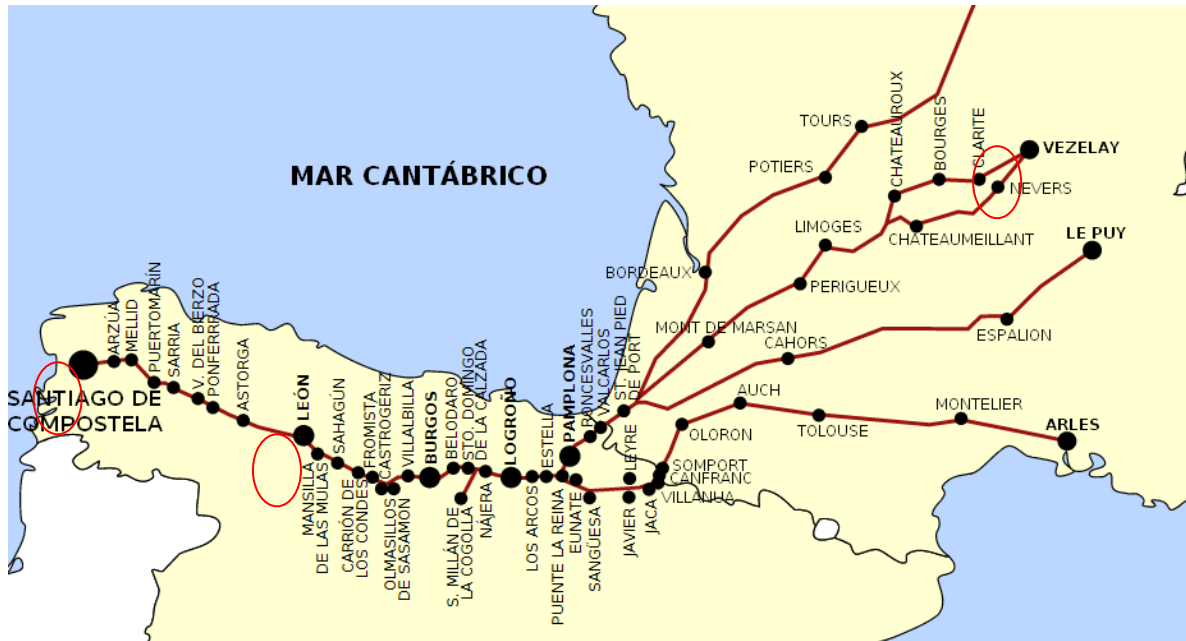 MAR CANTÁBRICO
TOURS
POTIERS
BORDEAUX
CHATEAUROUX
BOURGES
CLARITE
VEZELAY
NEVERS
CHATEAUMEILLANT
LIMOGES
PERIGUEUX
MONT DE MARSAN
LE PUY
ESPALION
CAHORS
AUCH
TOLOUSE
MONTELIER
ARLES
OLORON
SOMPORT
CANFRANC
VILLANUA
SANTIAGO DE
COMPOSTELA
ARZÚA
MELLID
PUERTOMARÍN
SARRIA
V. DEL BIERZO
PONFERRADA
ASTORGA
LEÓN
MANSILLA
DE LAS MULAS
SAHAGÚN
CARRIÓN DE
LOS CONDES
FROMISTA
CASTROGERIZ
OLMASILLOS
DE SASAMON
VILLALBILLA
BURGOS
BELODARO
S. MILLÁN DE
LA COGOLLA
STO. DOMINGO
DE LA CALZADA
NÁJERA
LOGROÑO
LOS ARCOS
ESTELLA
PUENTE LA REINA
PAMPLONA
EUNATE
SANGÜESA
RONCESVALLES
VALCARLOS
ST. JEAN PIED
DE PORT
LEYRE
JAVIER
JACA